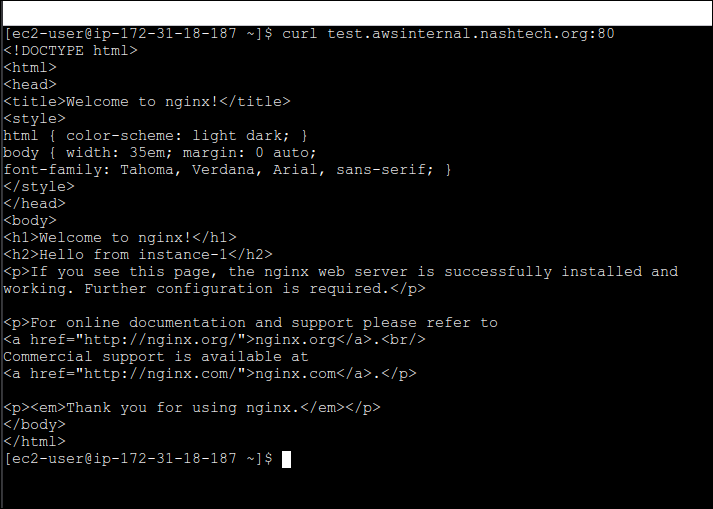 [ec2-user@ip-172-31-18-187 ~]$ curl test.awsinternal.nashtech.org:80
<!DOCTYPE html>
<html>
<head>
<title>Welcome to nginx!</title>
<style>
html { color-scheme: light dark; }
body { width: 35em; margin: 0 auto;
font-family: Tahoma, Verdana, Arial, sans-serif; }
</style>
</head>
<body>
<h1>Welcome to nginx!</h1>
<h2>Hello from instance-1</h2>
<p>If you see this page, the nginx web server is successfully installed and
working. Further configuration is required.</p>

<p>For online documentation and support please refer to
<a href="http://nginx.org/">nginx.org</a>.<br/>
Commercial support is available at
<a href="http://nginx.com/">nginx.com</a>.</p>

<p><em>Thank you for using nginx.</em></p>
</body>
</html>
[ec2-user@ip-172-31-18-187 ~]$